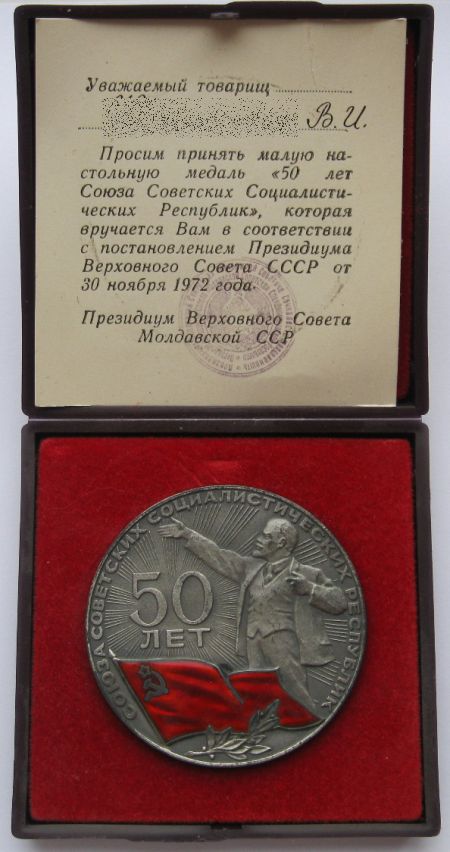 Уважаемый товарищ
В. И.
Просим принять малую на-
стольную медаль «50 лет
Союза Советских Социалисти-
ческих Республик», которая
вручается Вам в соответствии
с постановлением Президиума
Верховного Совета СССР от
30 ноября 1972 года.
Президиум Верховного Совета
Молдавской ССР
СОЮЗА СОВЕТСКИХ СОЦИАЛИСТИЧЕСКИХ РЕСПУБЛИК
50
ЛЕТ